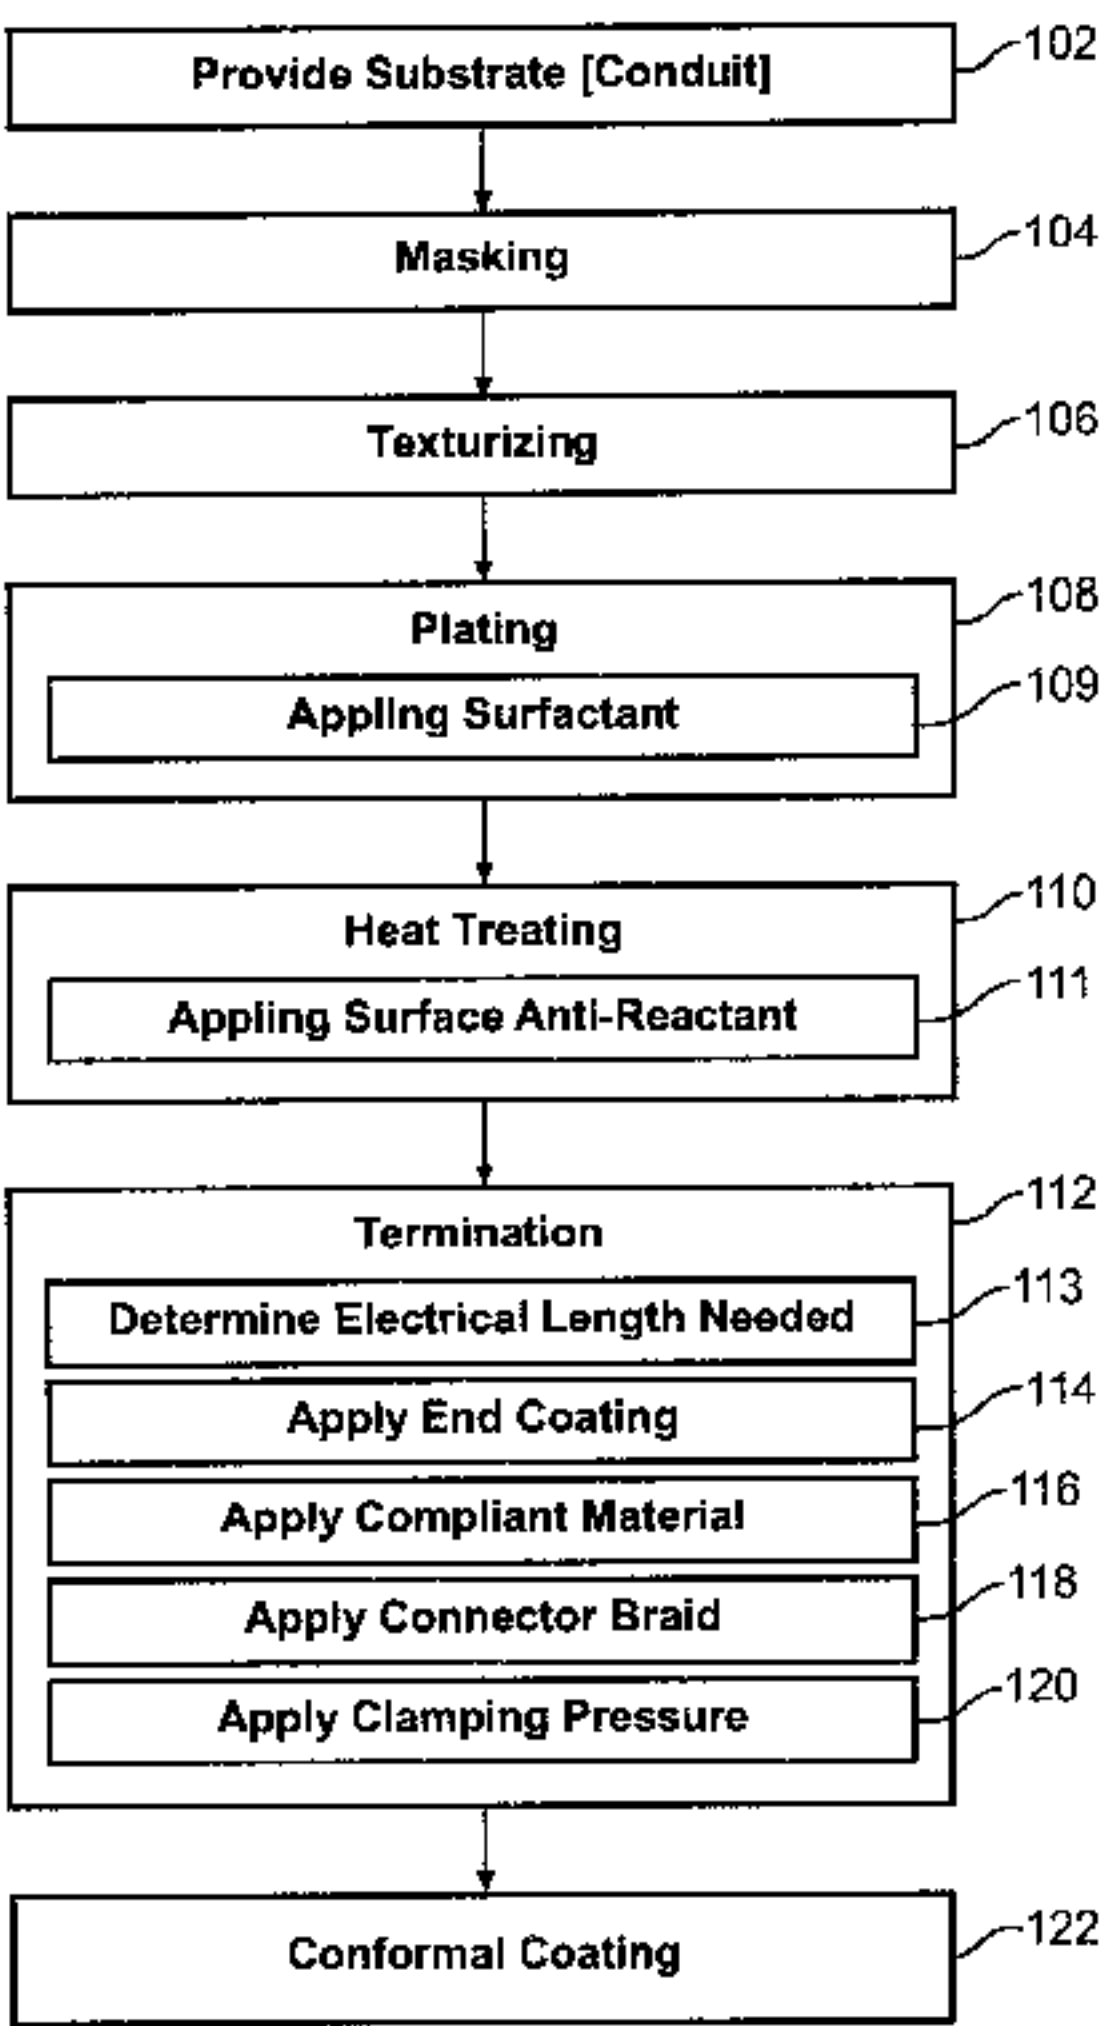 Provide Substrate [Conduit]
102
Masking
104
Texturizing
106
Plating
108
Appling Surfactant
109
Heat Treating
110
Appling Surface Anti-Reactant
111
Termination
112
Determine Electrical Length Needed
113
Apply End Coating
114
Apply Compliant Material
116
Apply Connector Braid
118
Apply Clamping Pressure
120
Conformal Coating
122